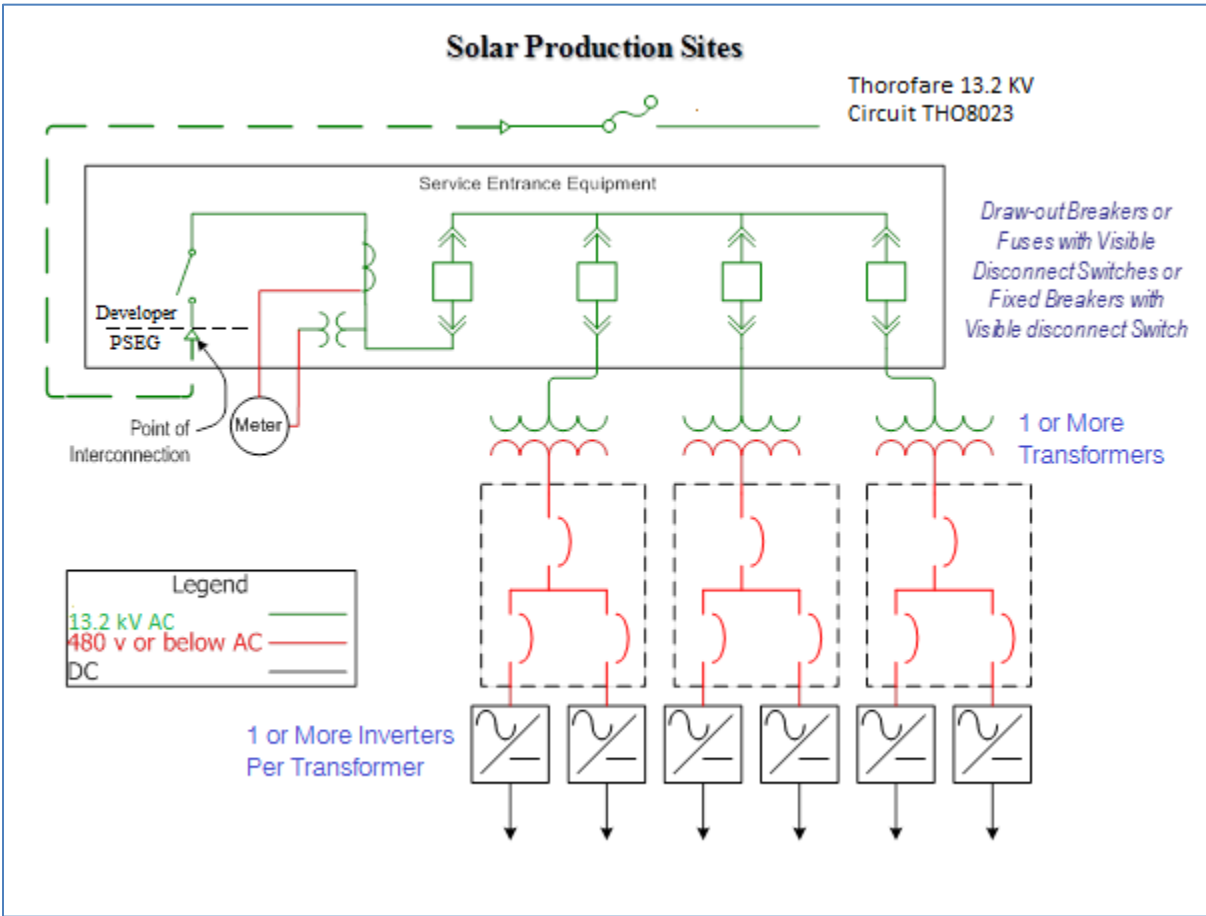 Solar Production Sites
Thorofare 13.2 KV
Circuit THO8023
Service Entrance Equipment
Draw-out Breakers or
Fuses with Visible
Disconnect Switches or
Fixed Breakers with
Visible disconnect Switch
Developer
PSEG
Point of
Interconnection
Meter
1 or More
Transformers
Legend
13.2 kV AC
480 v or below AC
DC
1 or More Inverters
Per Transformer